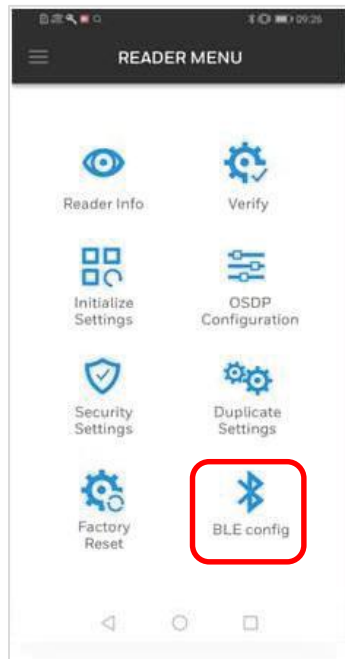 09:26
READER MENU
Reader Info
Verify
Initialize
Settings
OSDP
Configuration
Security
Settings
Duplicate
Settings
Factory
Reset
BLE config